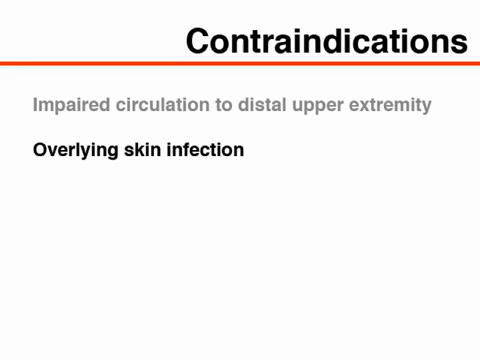 Contraindications
Impaired circulation to distal upper extremity
Overlying skin infection